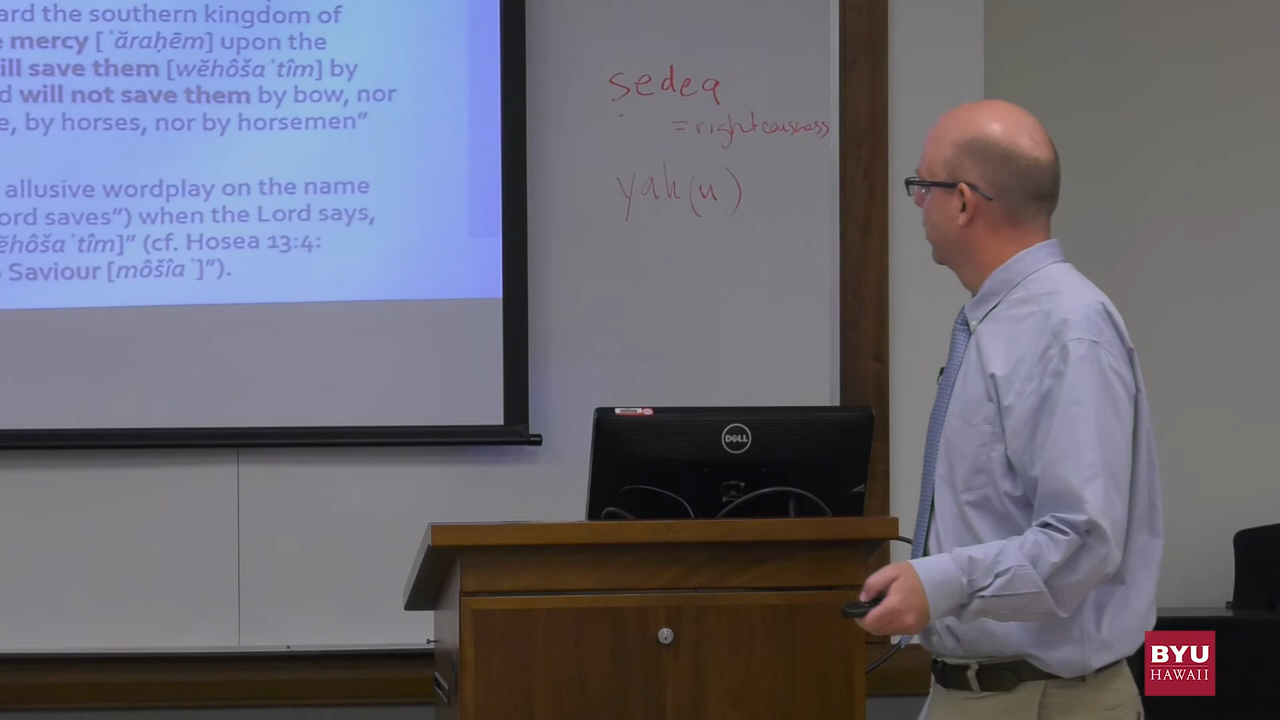 ard the southern kingdom of
e mercy [ʾăraḥēm] upon the
ill save them [wĕhôšaʿtîm] by
d will not save them by bow, nor
e, by horses, nor by horsemen”
allusive wordplay on the name
ord saves”) when the Lord says,
ĕhôšaʿtîm]” (cf. Hosea 13:4:
o Saviour [môšîaʿ]”).
ṣedeq
=righteousness
yah(u)
DELL
BYU
HAWAII